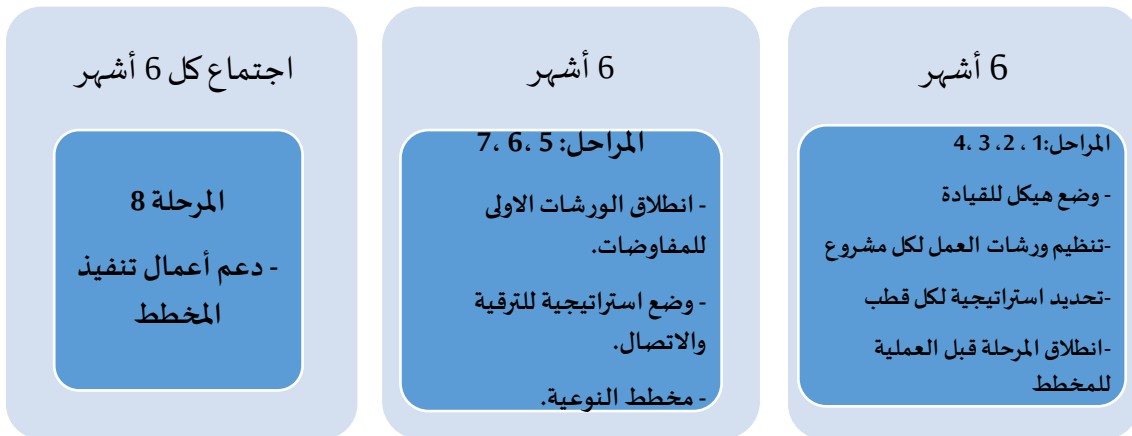 6 أشهر
المراحل:1 ، 2، 3 ،4
- وضع هيكل للقيادة
-تنظيم ورشات العمل لكل مشروع
-تحديد استراتيجية لكل قطب
-انطلاق المرحلة قبل العملية
للمخطط
6 أشهر
المراحل: 5 ،6 ،7
- انطلاق الورشات الاولى
للمفاوضات.
- وضع استراتيجية للترقية
والاتصال.
- مخطط النوعية.
اجتماع كل 6 أشهر
المرحلة 8
- دعم أعمال تنفيذ
المخطط